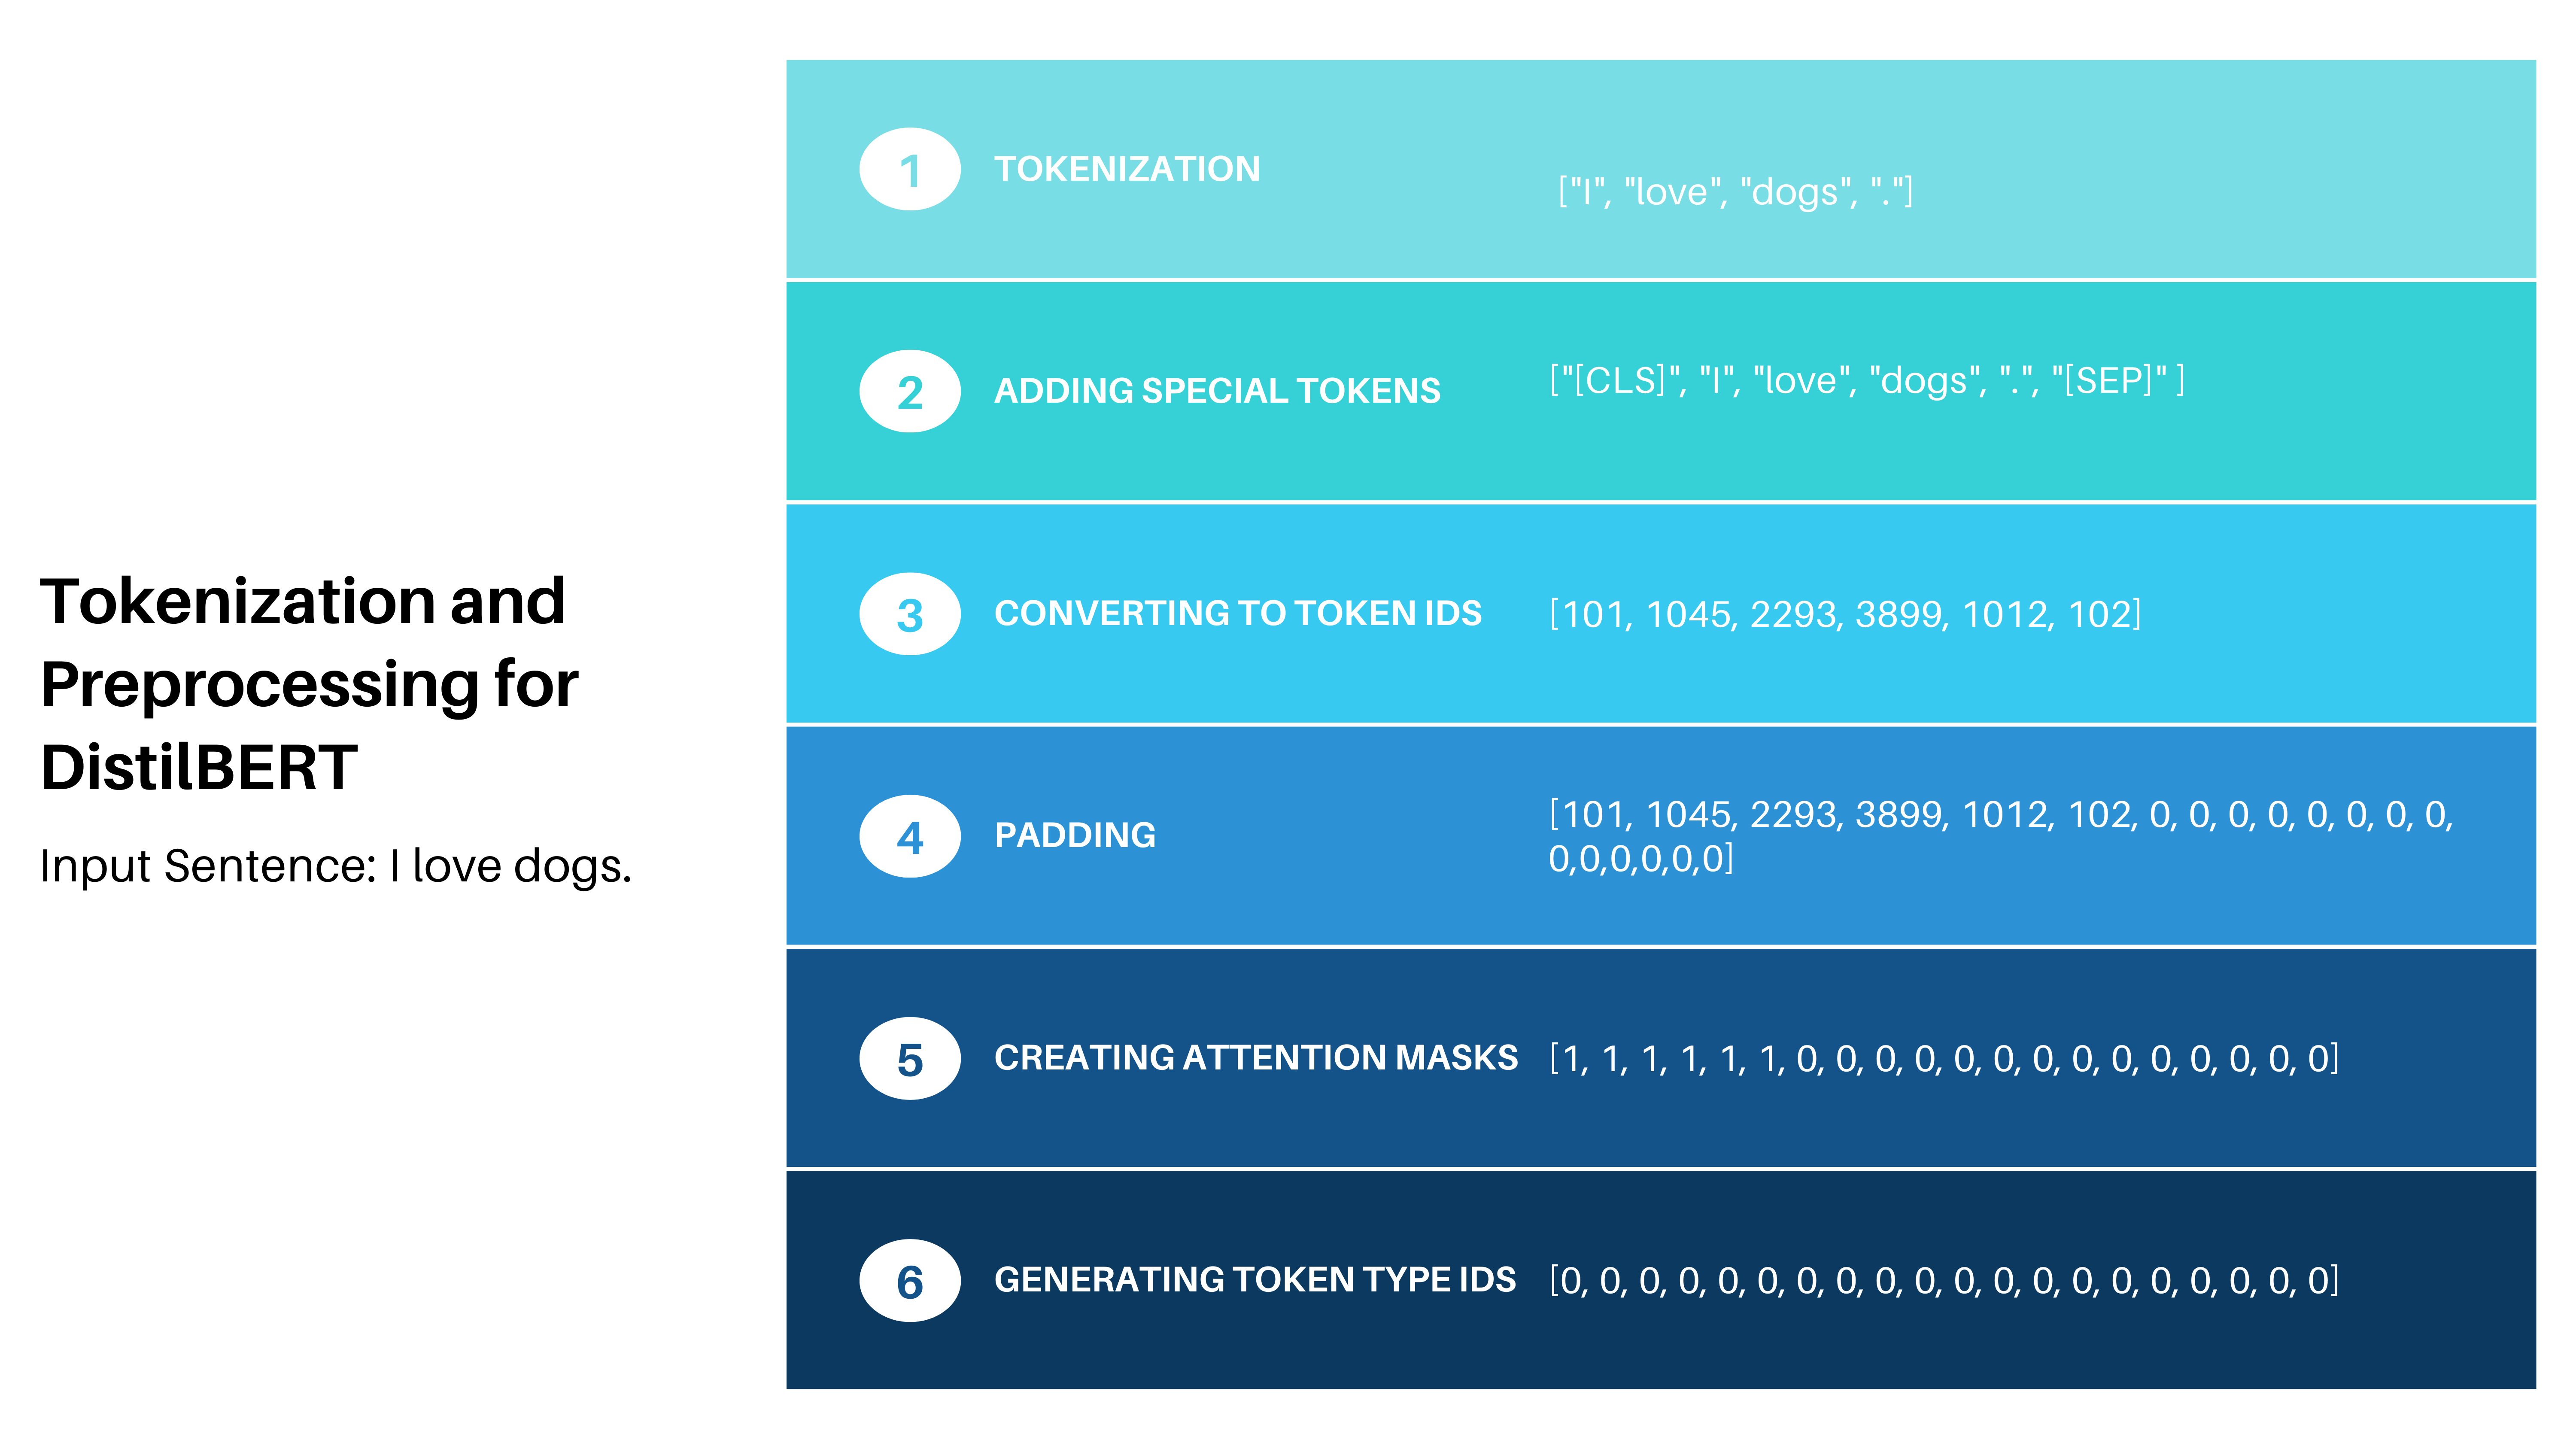 Tokenization and
Preprocessing for
DistilBERT
Input Sentence: I love dogs.
1 TOKENIZATION ["I", "love", "dogs", "."]
2 ADDING SPECIAL TOKENS ["[CLS]", "I", "love", "dogs", ".", "[SEP]" ]
3 CONVERTING TO TOKEN IDS [101, 1045, 2293, 3899, 1012, 102]
4 PADDING [101, 1045, 2293, 3899, 1012, 102, 0, 0, 0, 0, 0, 0, 0, 0,
0,0,0,0,0,0]
5 CREATING ATTENTION MASKS [1, 1, 1, 1, 1, 1, 0, 0, 0, 0, 0, 0, 0, 0, 0, 0, 0, 0, 0, 0]
6 GENERATING TOKEN TYPE IDS [0, 0, 0, 0, 0, 0, 0, 0, 0, 0, 0, 0, 0, 0, 0, 0, 0, 0, 0, 0]